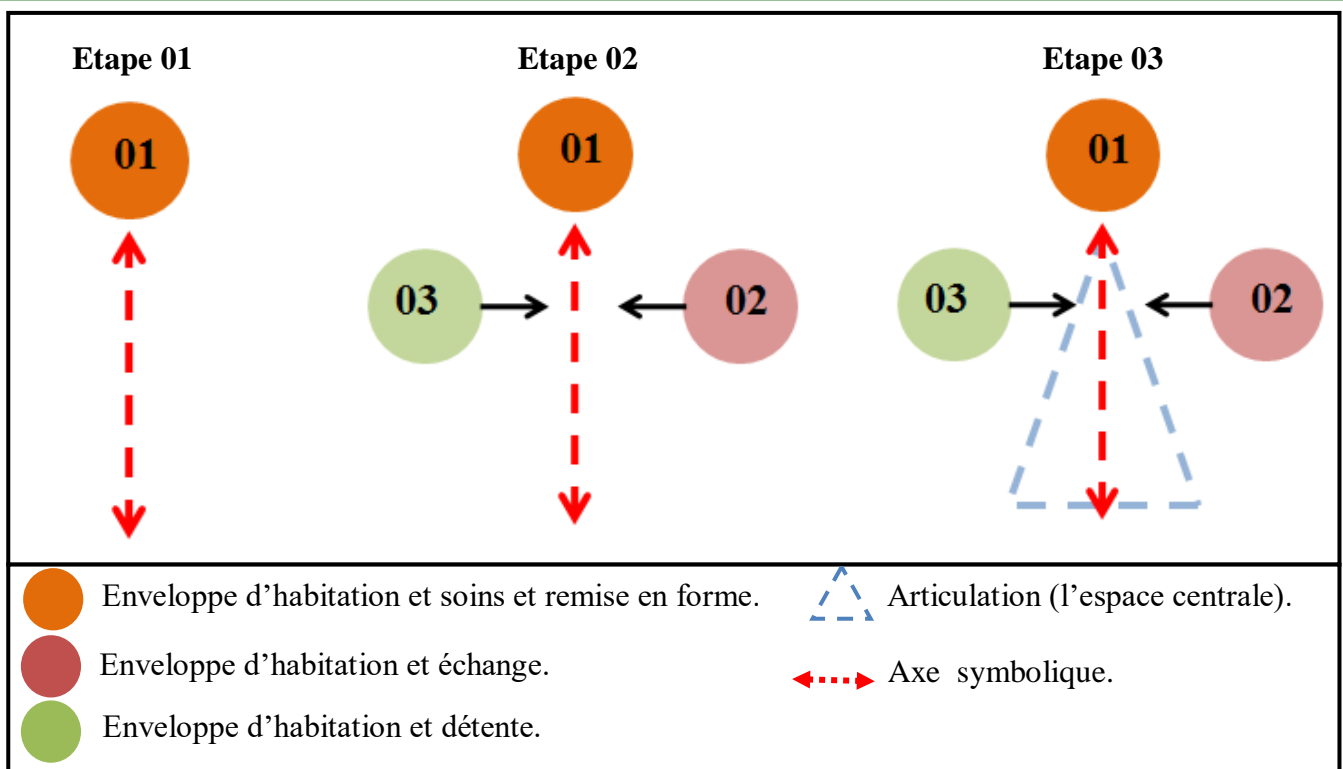 Etape 01 Etape 02 Etape 03
01 01 01
03 02 03 02
Enveloppe d’habitation et soins et remise en forme. Articulation (l’espace centrale).
Enveloppe d’habitation et échange. Axe symbolique.
Enveloppe d’habitation et détente.